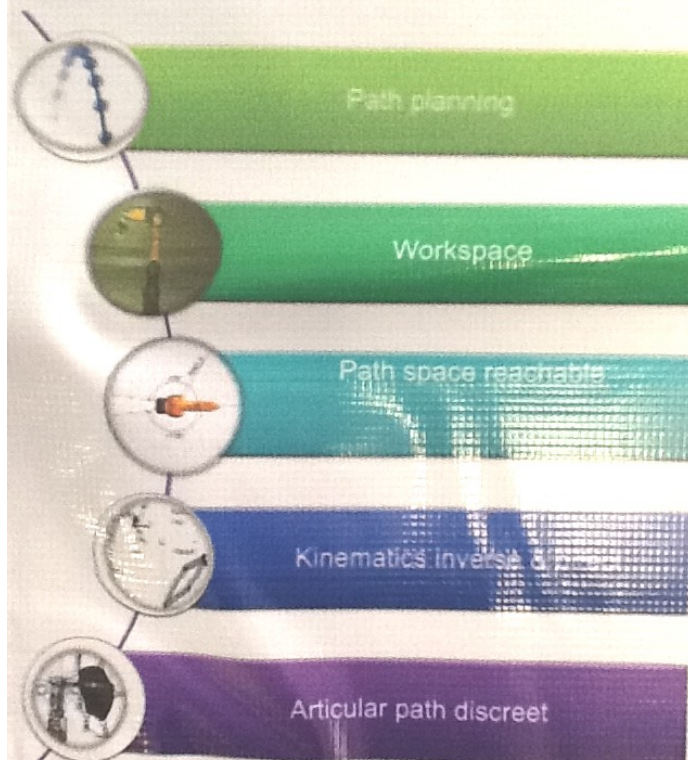 Path planning
Workspace
Path space reachable
Kinematics inverse &
Articular path discreet